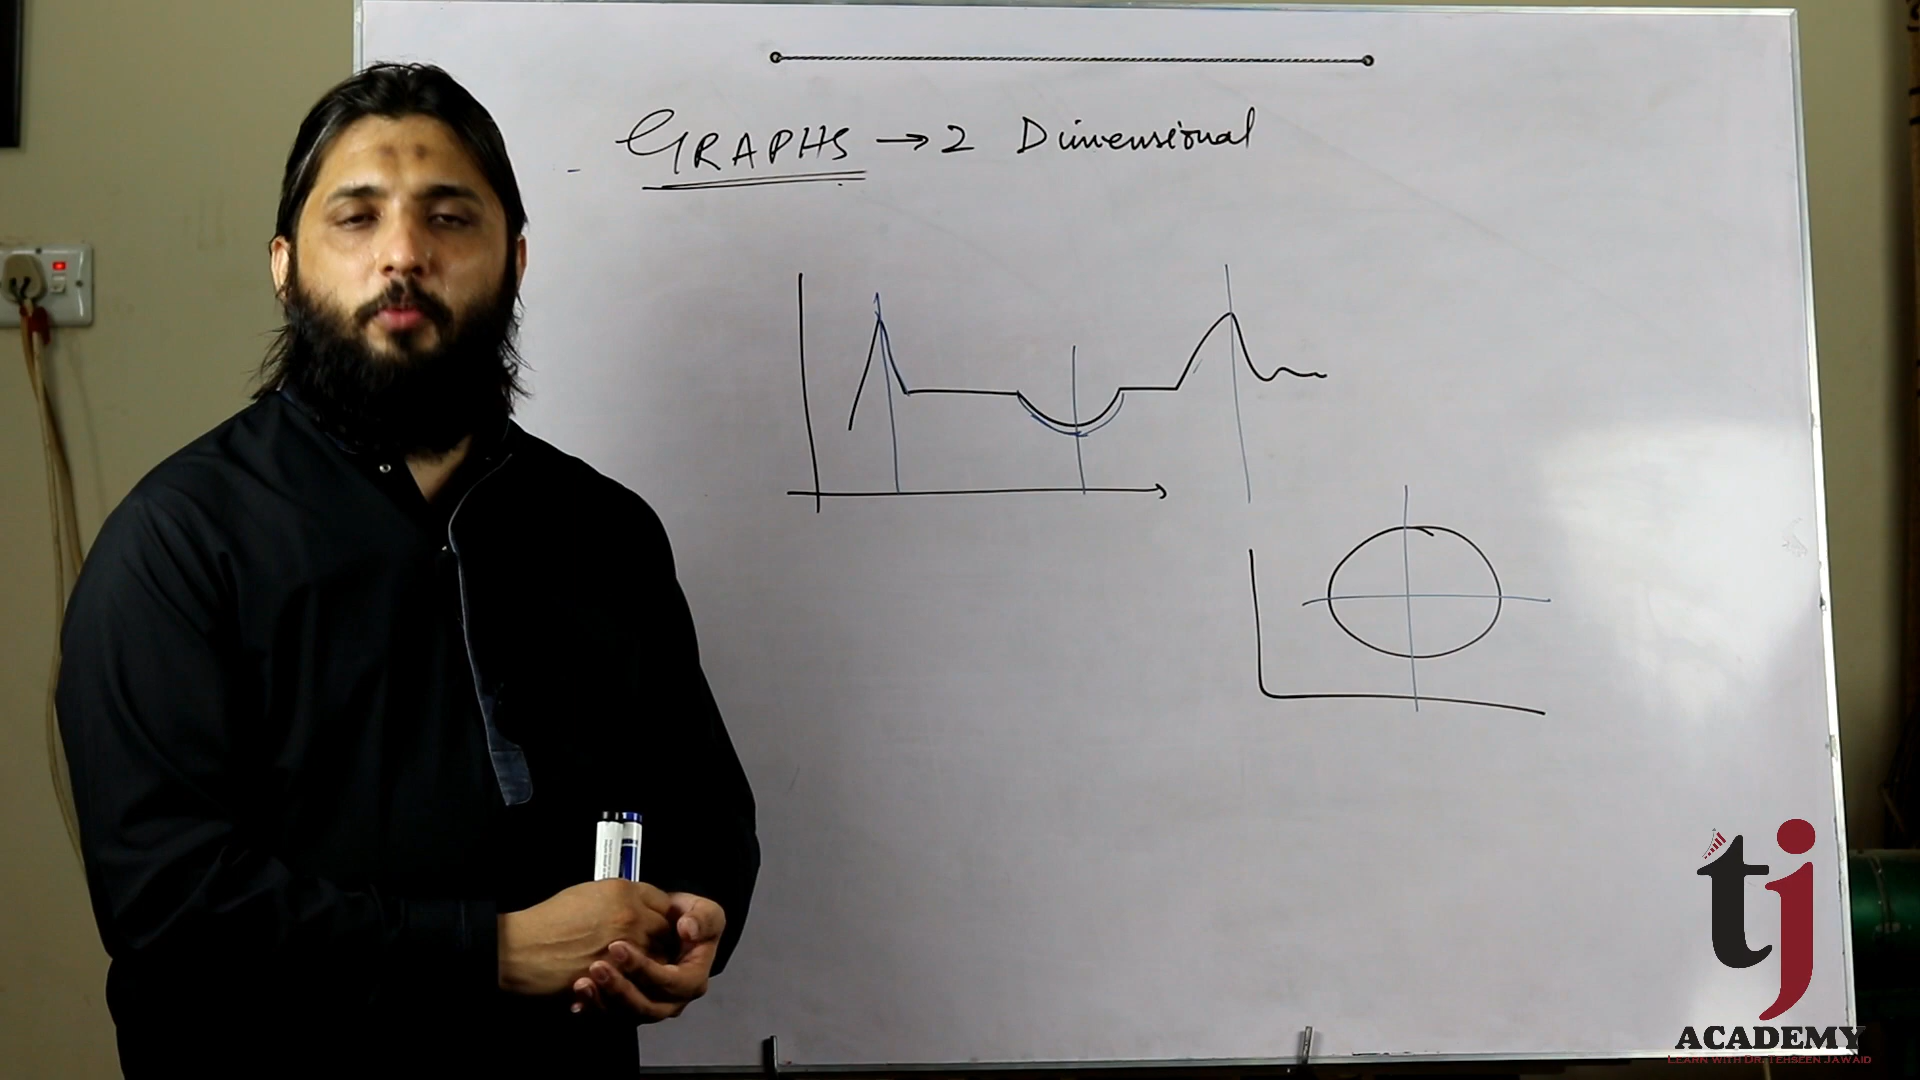 GRAPHS → 2 Dimensional
tj
ACADEMY
LEARN WITH DR. TEHSEEN JAWAID